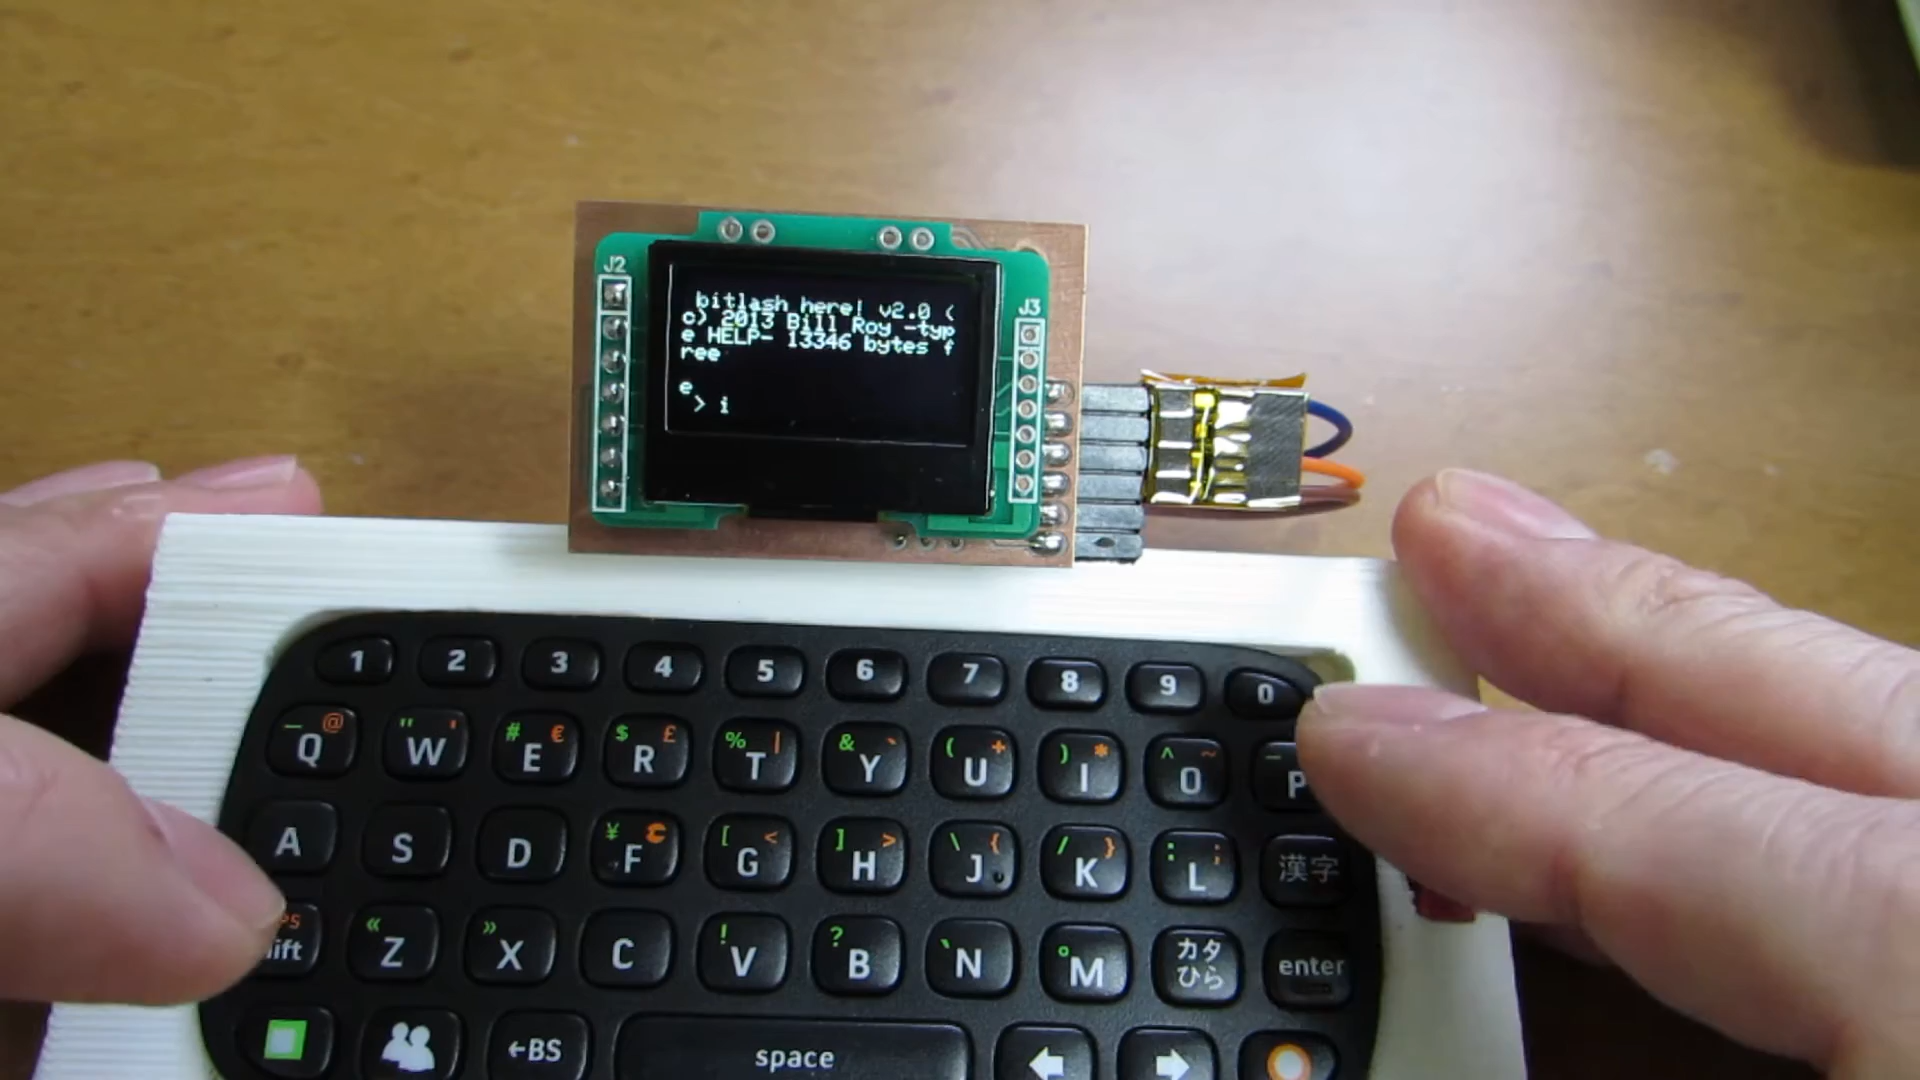 J2
J3
bitlash here! v2.0 (
c) 2013 Bill Roy -typ
e HELP- 13346 bytes f
ree
e
> i
1 2 3 4 5 6 7 8 9 0
@ Q " ' W # € E $ £ R % | T & ` Y ( + U ) * I ^ ~ O P
A S D ¥ F [ < G ] > H \ { J / } K : ; L 漢字
ift « Z » X C ! V ? B ` N ° M カタ
ひら
enter
←BS space